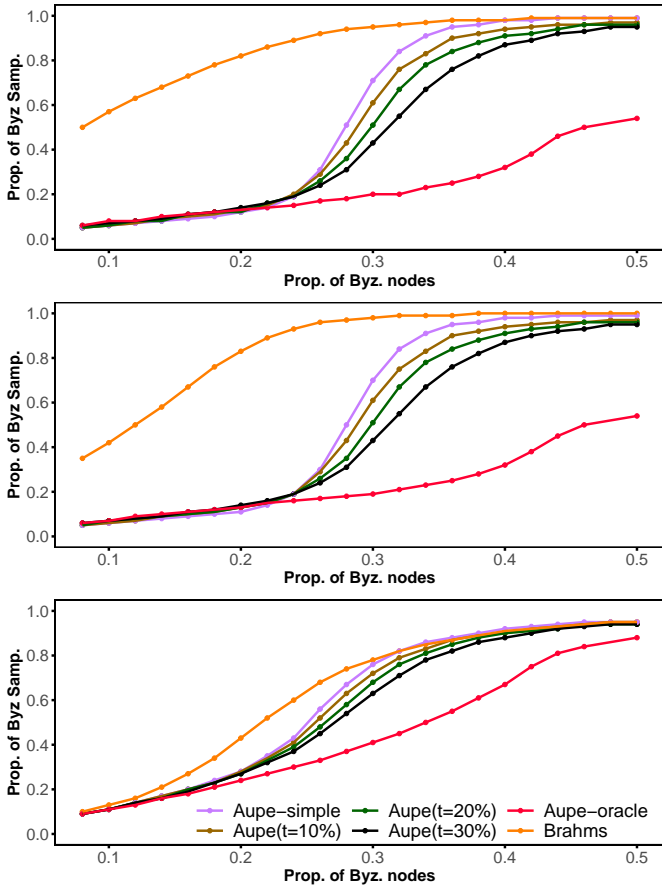 1.0
0.8
0.6
0.4
0.2
0.0
Prop. of Byz Samp.
0.1 0.2 0.3 0.4 0.5
Prop. of Byz. nodes
1.0
0.8
0.6
0.4
0.2
0.0
Prop. of Byz Samp.
0.1 0.2 0.3 0.4 0.5
Prop. of Byz. nodes
1.0
0.8
0.6
0.4
0.2
0.0
Prop. of Byz Samp.
Aupe−simple Aupe(t=20%) Aupe−oracle
Aupe(t=10%) Aupe(t=30%) Brahms
0.1 0.2 0.3 0.4 0.5
Prop. of Byz. nodes